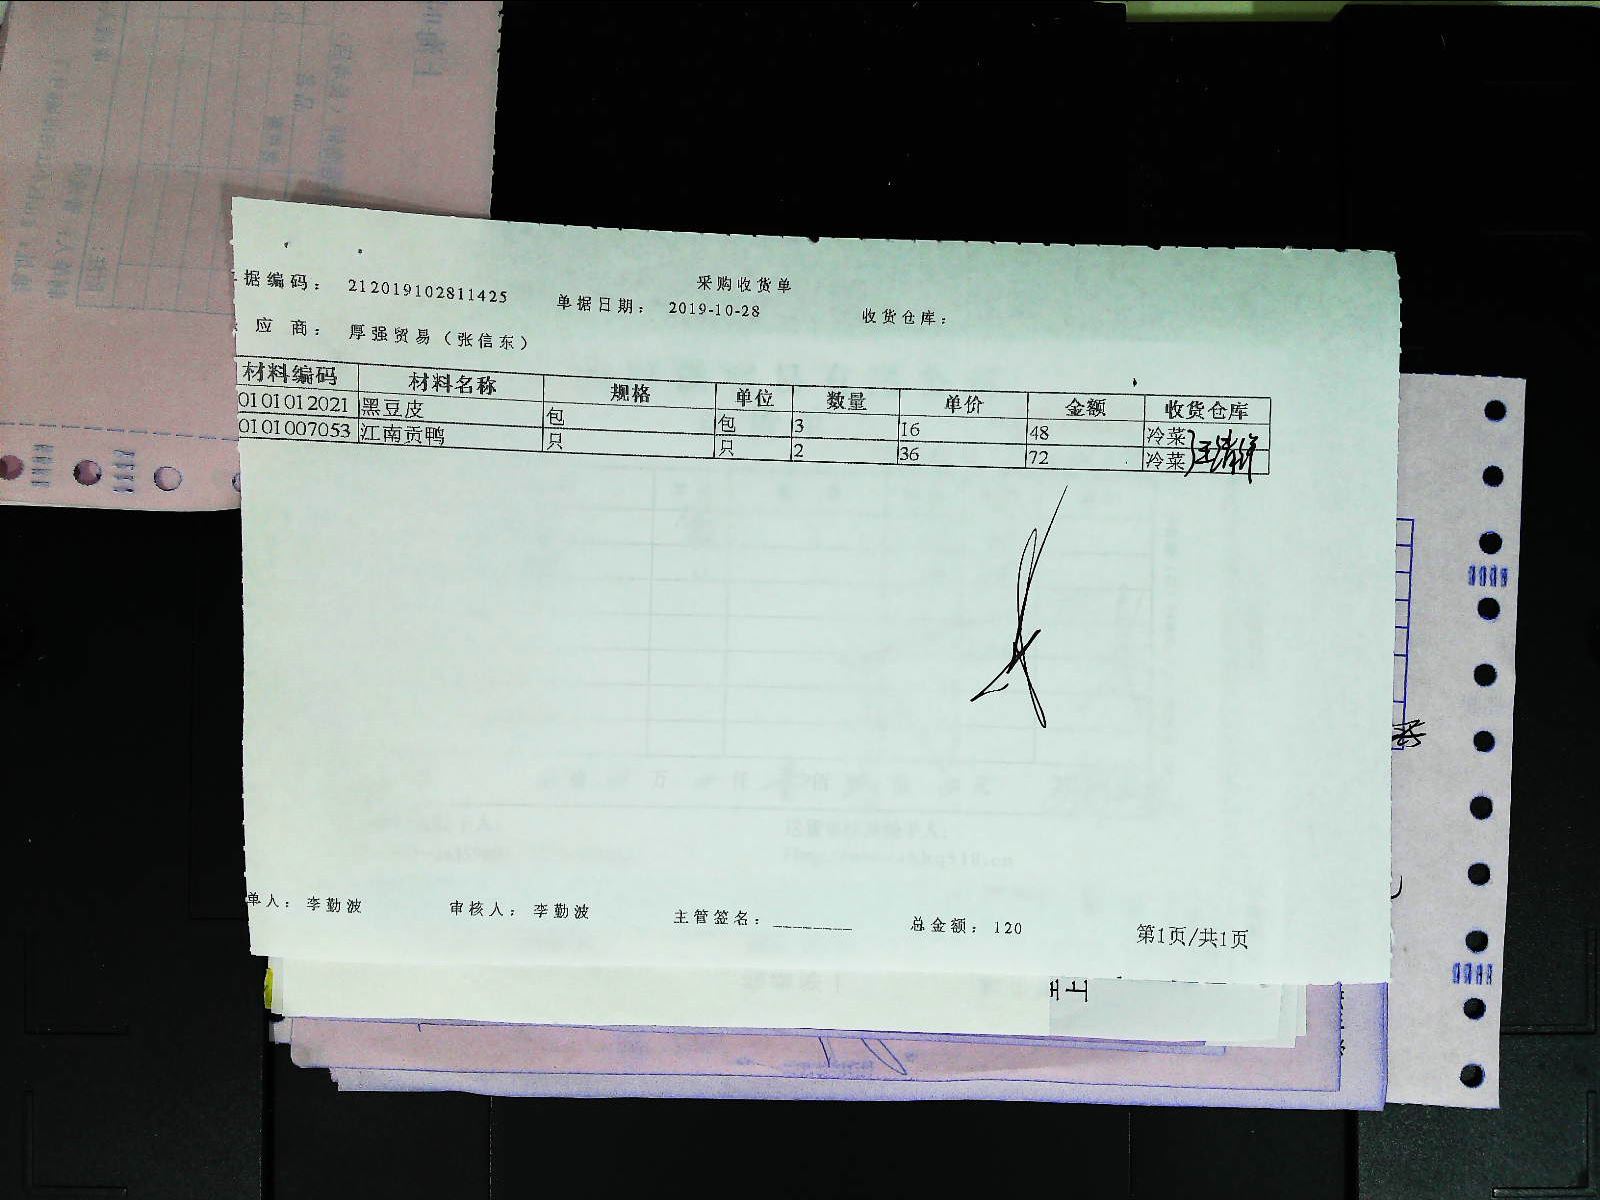 采购收货单
据编码： 212019102811425 单据日期： 2019-10-28 收货仓库：
应 商： 厚强贸易（张信东）
材料编码 材料名称 规格 单位 数量 单价 金额 收货仓库
0101012021 黑豆皮 包 包 3 16 48 冷菜
0101007053 江南贡鸭 只 只 2 36 72 冷菜
单人： 李勤波 审核人： 李勤波 主管签名：________ 总金额： 120 第1页/共1页